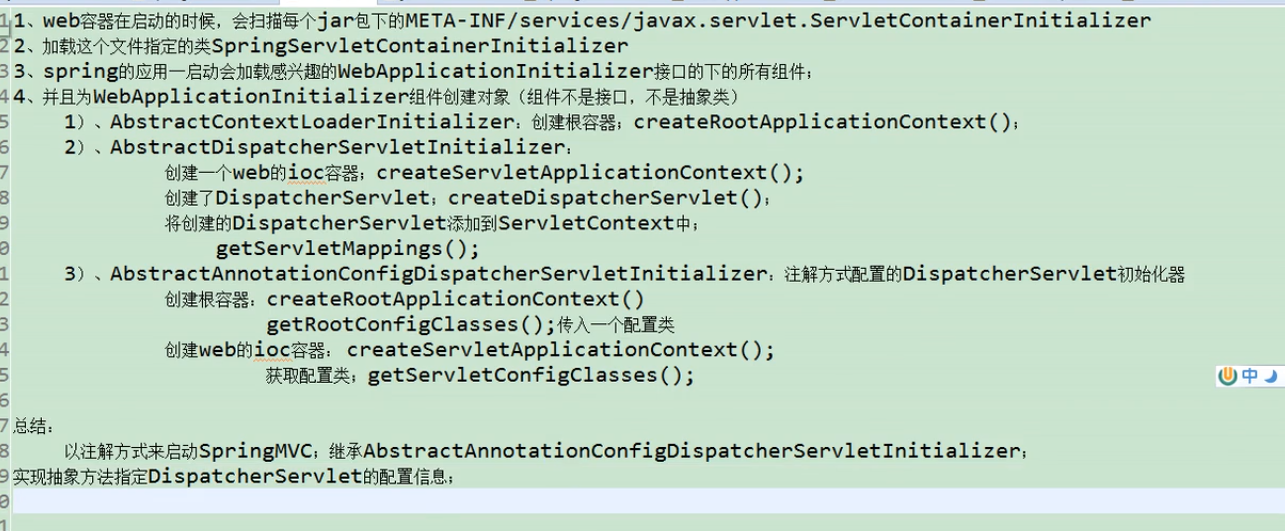 1、web容器在启动的时候，会扫描每个jar包下的META-INF/services/javax.servlet.ServletContainerInitializer
2、加载这个文件指定的类SpringServletContainerInitializer
3、spring的应用一启动会加载感兴趣的WebApplicationInitializer接口的下的所有组件；
4、并且为WebApplicationInitializer组件创建对象（组件不是接口，不是抽象类）
1）、AbstractContextLoaderInitializer：创建根容器；createRootApplicationContext()；
2）、AbstractDispatcherServletInitializer：
创建一个web的ioc容器；createServletApplicationContext();
创建了DispatcherServlet；createDispatcherServlet()；
将创建的DispatcherServlet添加到ServletContext中；
getServletMappings();
3）、AbstractAnnotationConfigDispatcherServletInitializer：注解方式配置的DispatcherServlet初始化器
创建根容器：createRootApplicationContext()
getRootConfigClasses();传入一个配置类
创建web的ioc容器： createServletApplicationContext();
获取配置类；getServletConfigClasses();
总结：
以注解方式来启动SpringMVC；继承AbstractAnnotationConfigDispatcherServletInitializer；
实现抽象方法指定DispatcherServlet的配置信息；
中